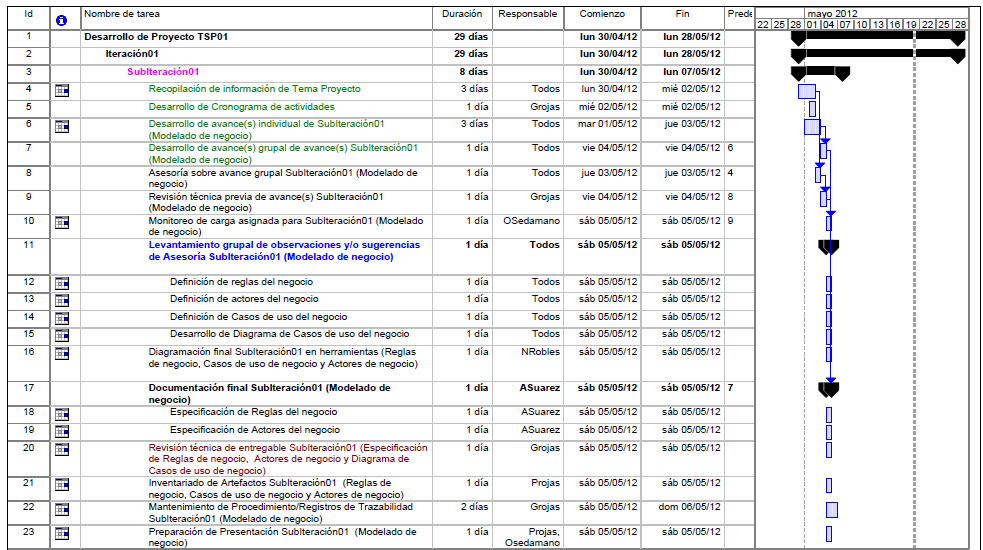 Id Nombre de tarea Duración Responsable Comienzo Fin Prede mayo 2012
22 25 28 01 04 07 10 13 16 19 22 25 28
1 Desarrollo de Proyecto TSP01 29 días lun 30/04/12 lun 28/05/12
2 Iteración01 29 días lun 30/04/12 lun 28/05/12
3 SubIteración01 8 días lun 30/04/12 lun 07/05/12
4 Recopilación de información de Tema Proyecto 3 días Todos lun 30/04/12 mié 02/05/12
5 Desarrollo de Cronograma de actividades 1 día Grojas mié 02/05/12 mié 02/05/12
6 Desarrollo de avance(s) individual de SubIteración01 3 días Todos mar 01/05/12 jue 03/05/12
(Modelado de negocio)
7 Desarrollo de avance(s) grupal de avance(s) SubIteración01 1 día Todos vie 04/05/12 vie 04/05/12 6
(Modelado de negocio)
8 Asesoría sobre avance grupal SubIteración01 (Modelado de 1 día Todos jue 03/05/12 jue 03/05/12 4
negocio)
9 Revisión técnica previa de avance(s) SubIteración01 1 día Grojas vie 04/05/12 vie 04/05/12 8
(Modelado de negocio)
10 Monitoreo de carga asignada para SubIteración01 (Modelado 1 día OSedamano sáb 05/05/12 sáb 05/05/12 9
de negocio)
11 Levantamiento grupal de observaciones y/o sugerencias 1 día Todos sáb 05/05/12 sáb 05/05/12
de Asesoría SubIteración01 (Modelado de negocio)
12 Definición de reglas del negocio 1 día Todos sáb 05/05/12 sáb 05/05/12
13 Definición de actores del negocio 1 día Todos sáb 05/05/12 sáb 05/05/12
14 Definición de Casos de uso del negocio 1 día Todos sáb 05/05/12 sáb 05/05/12
15 Desarrollo de Diagrama de Casos de uso del negocio 1 día Todos sáb 05/05/12 sáb 05/05/12
16 Diagramación final SubIteración01 en herramientas (Reglas 1 día NRobles sáb 05/05/12 sáb 05/05/12
de negocio, Casos de uso de negocio y Actores de negocio)
17 Documentación final SubIteración01 (Modelado de 1 día ASuarez sáb 05/05/12 sáb 05/05/12 7
negocio)
18 Especificación de Reglas del negocio 1 día ASuarez sáb 05/05/12 sáb 05/05/12
19 Especificación de Actores del negocio 1 día ASuarez sáb 05/05/12 sáb 05/05/12
20 Revisión técnica de entregable SubIteración01 (Especificación 1 día Grojas sáb 05/05/12 sáb 05/05/12
de Reglas de negocio, Actores de negocio y Diagrama de
Casos de uso de negocio)
21 Inventariado de Artefactos SubIteración01 (Reglas de 1 día Projas sáb 05/05/12 sáb 05/05/12
negocio, Casos de uso de negocio y Actores de negocio)
22 Mantenimiento de Procedimiento/Registros de Trazabilidad 2 días Grojas sáb 05/05/12 dom 06/05/12
SubIteración01 (Modelado de negocio)
23 Preparación de Presentación SubIteración01 (Modelado de 1 día Projas, sáb 05/05/12 sáb 05/05/12
negocio) Osedamano